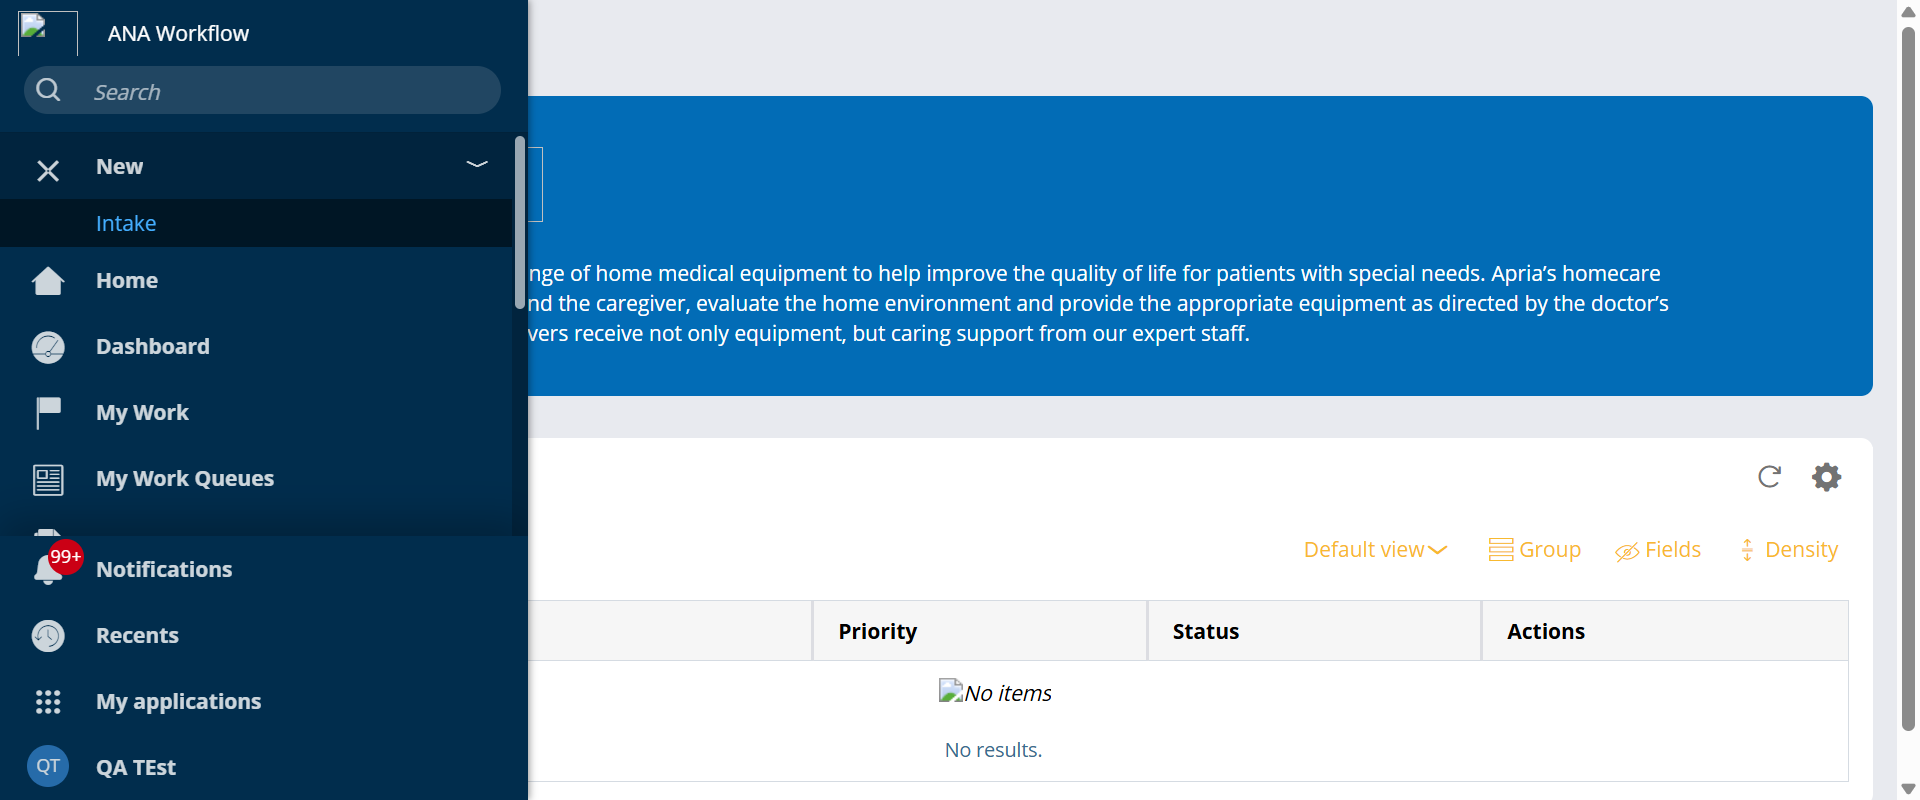 ANA Workflow
Search
New
Intake
Home
Dashboard
My Work
My Work Queues
99+
Notifications
Recents
My applications
QT
QA TEst
nge of home medical equipment to help improve the quality of life for patients with special needs. Apria’s homecare
nd the caregiver, evaluate the home environment and provide the appropriate equipment as directed by the doctor’s
vers receive not only equipment, but caring support from our expert staff.
Default view
Group
Fields
Density
Priority
Status
Actions
No items
No results.